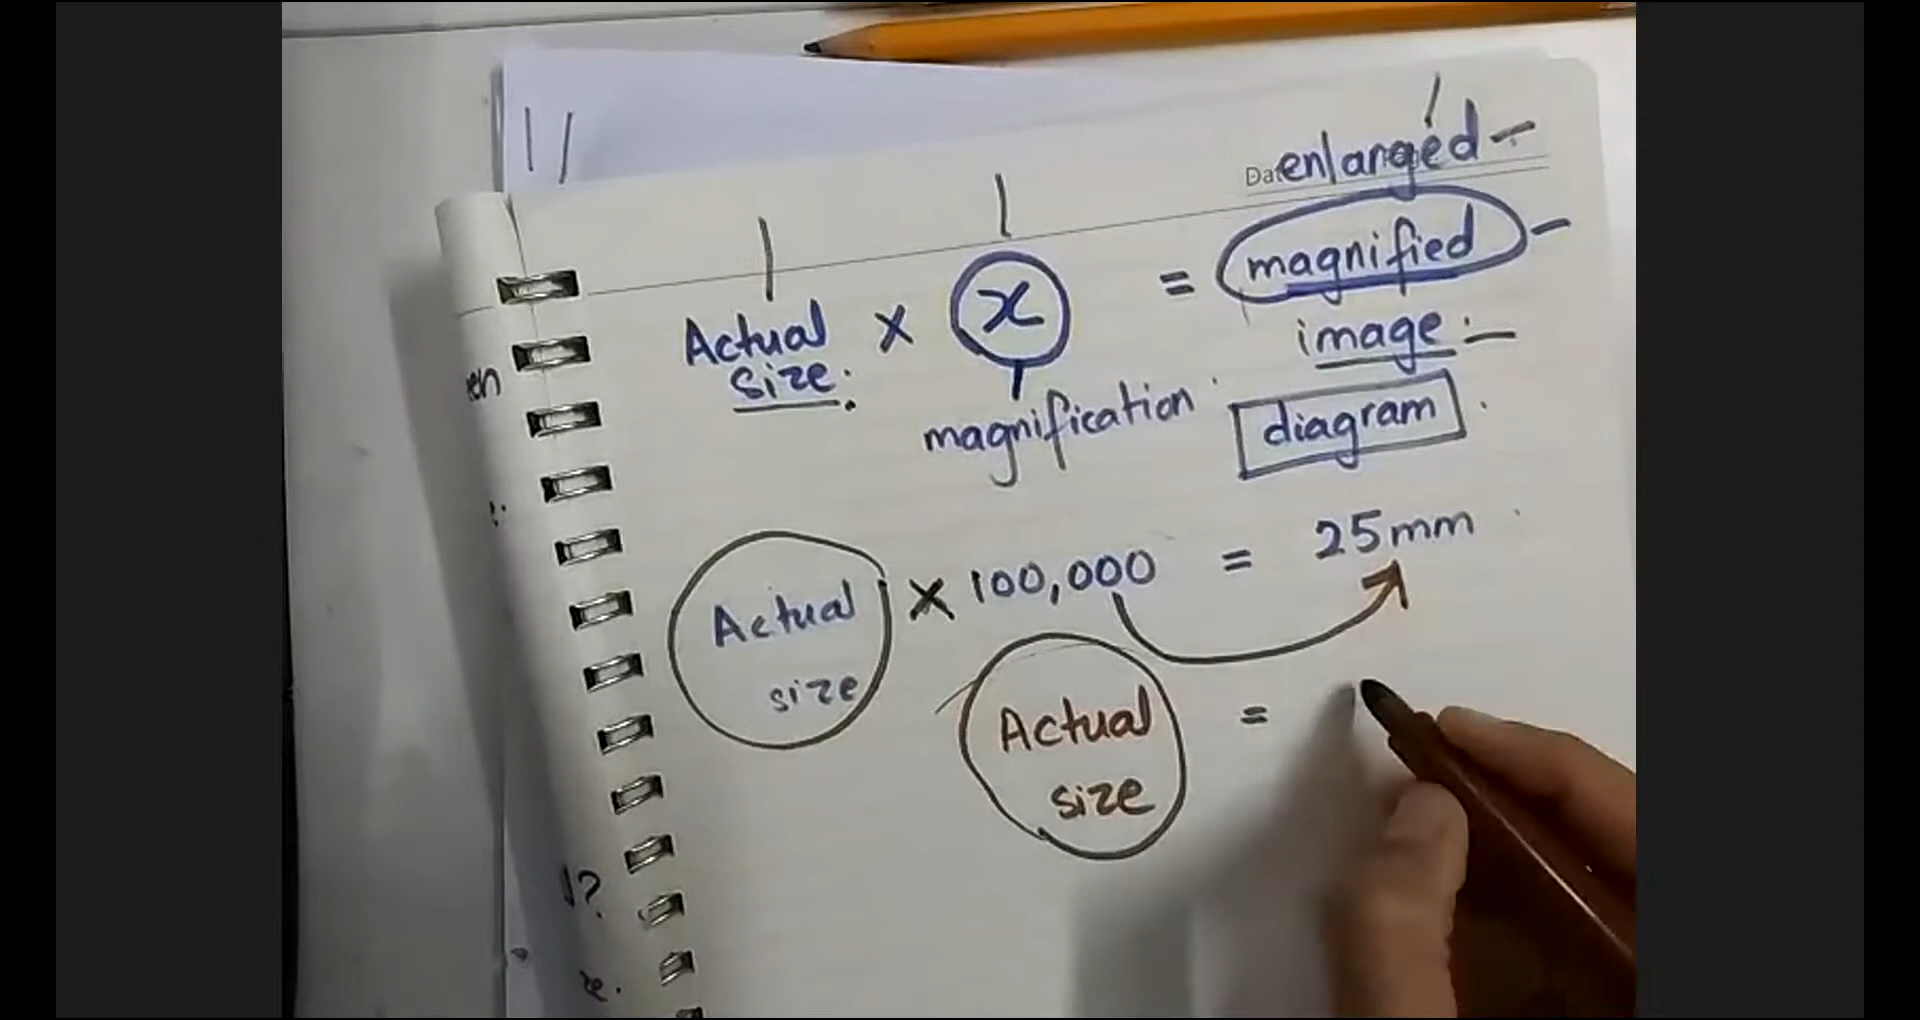 enlarged –
Actual × x = magnified –
size. image: –
magnification diagram
Actual × 100,000 = 25mm
size
Actual =
size